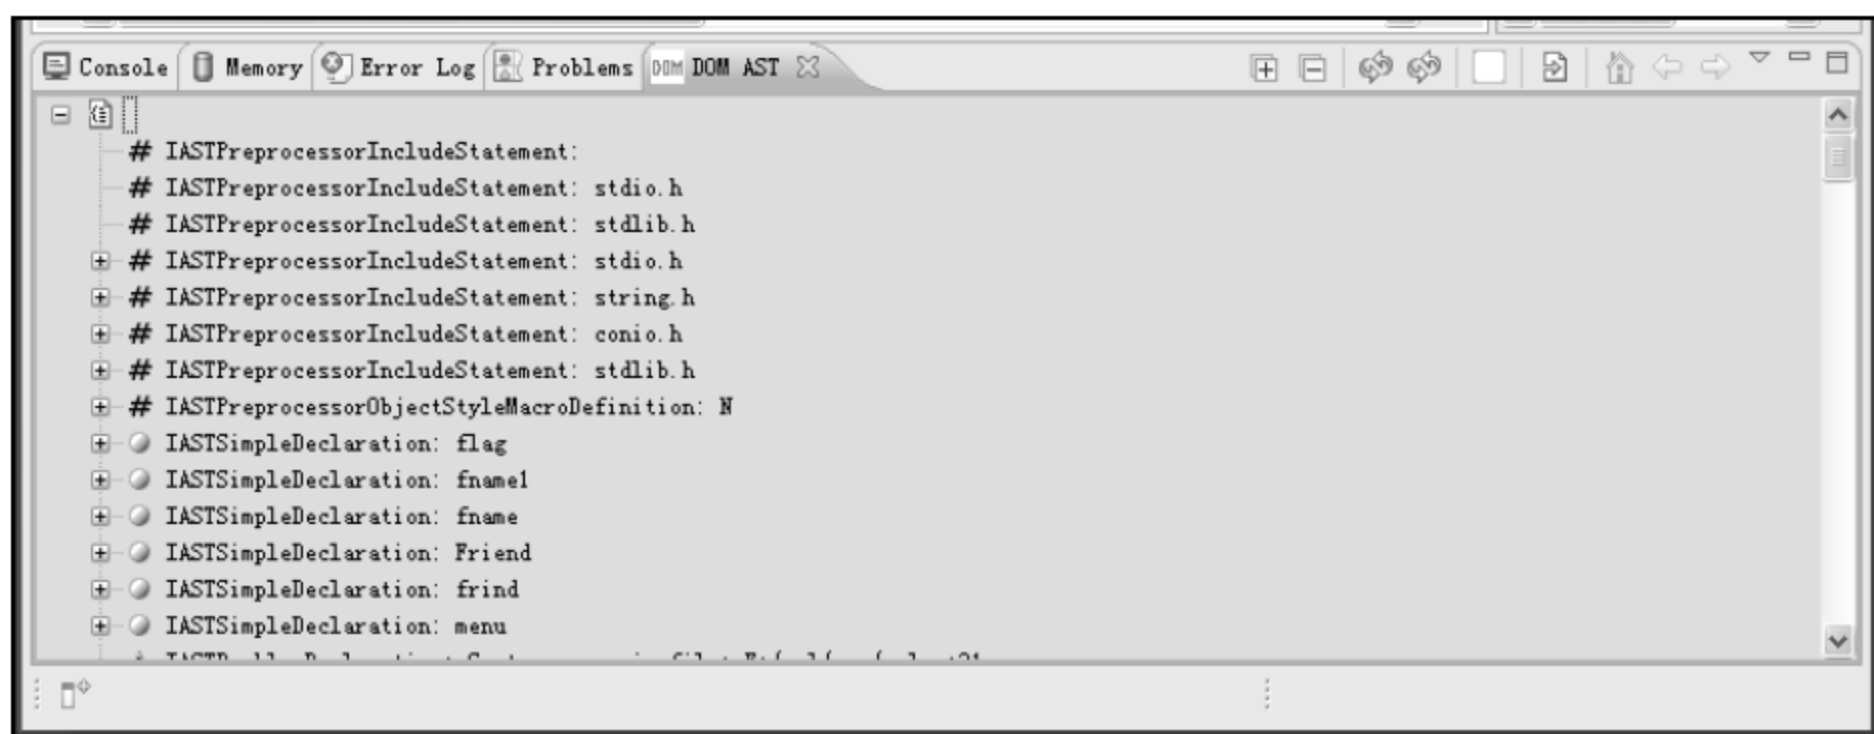 Console Memory Error Log Problems DOM DOM AST
# IASTPreprocessorIncludeStatement:
# IASTPreprocessorIncludeStatement: stdio.h
# IASTPreprocessorIncludeStatement: stdlib.h
# IASTPreprocessorIncludeStatement: stdio.h
# IASTPreprocessorIncludeStatement: string.h
# IASTPreprocessorIncludeStatement: conio.h
# IASTPreprocessorIncludeStatement: stdlib.h
# IASTPreprocessorObjectStyleMacroDefinition: N
IASTSimpleDeclaration: flag
IASTSimpleDeclaration: fname1
IASTSimpleDeclaration: fname
IASTSimpleDeclaration: Friend
IASTSimpleDeclaration: frind
IASTSimpleDeclaration: menu